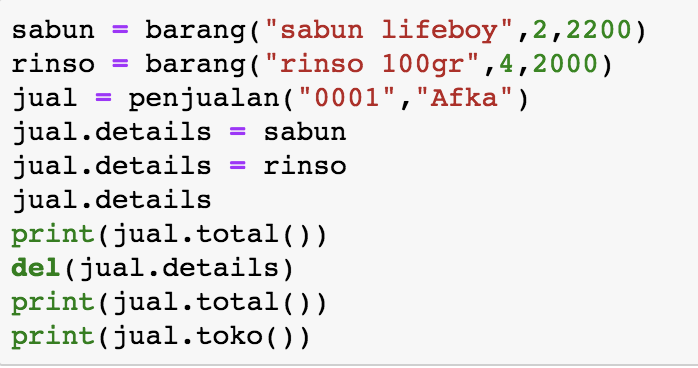 sabun = barang("sabun lifeboy",2,2200)
rinso = barang("rinso 100gr",4,2000)
jual = penjualan("0001","Afka")
jual.details = sabun
jual.details = rinso
jual.details
print(jual.total())
del(jual.details)
print(jual.total())
print(jual.toko())